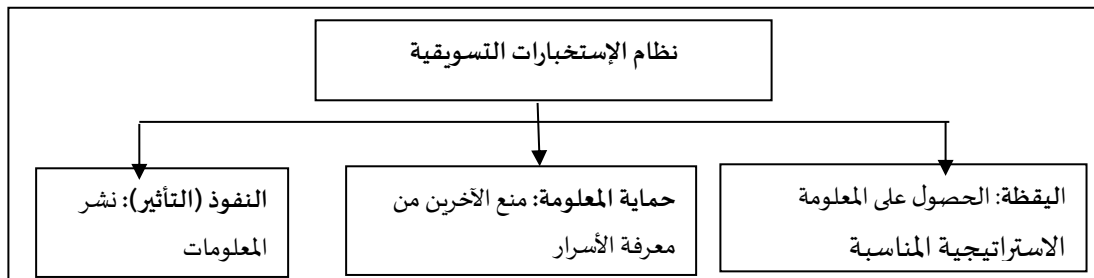 نظام الإستخبارات التسويقية
اليقظة: الحصول على المعلومة
الاستراتيجية المناسبة
حماية المعلومة: منع الآخرين من
معرفة الأسرار
النفوذ (التأثير): نشر
المعلومات